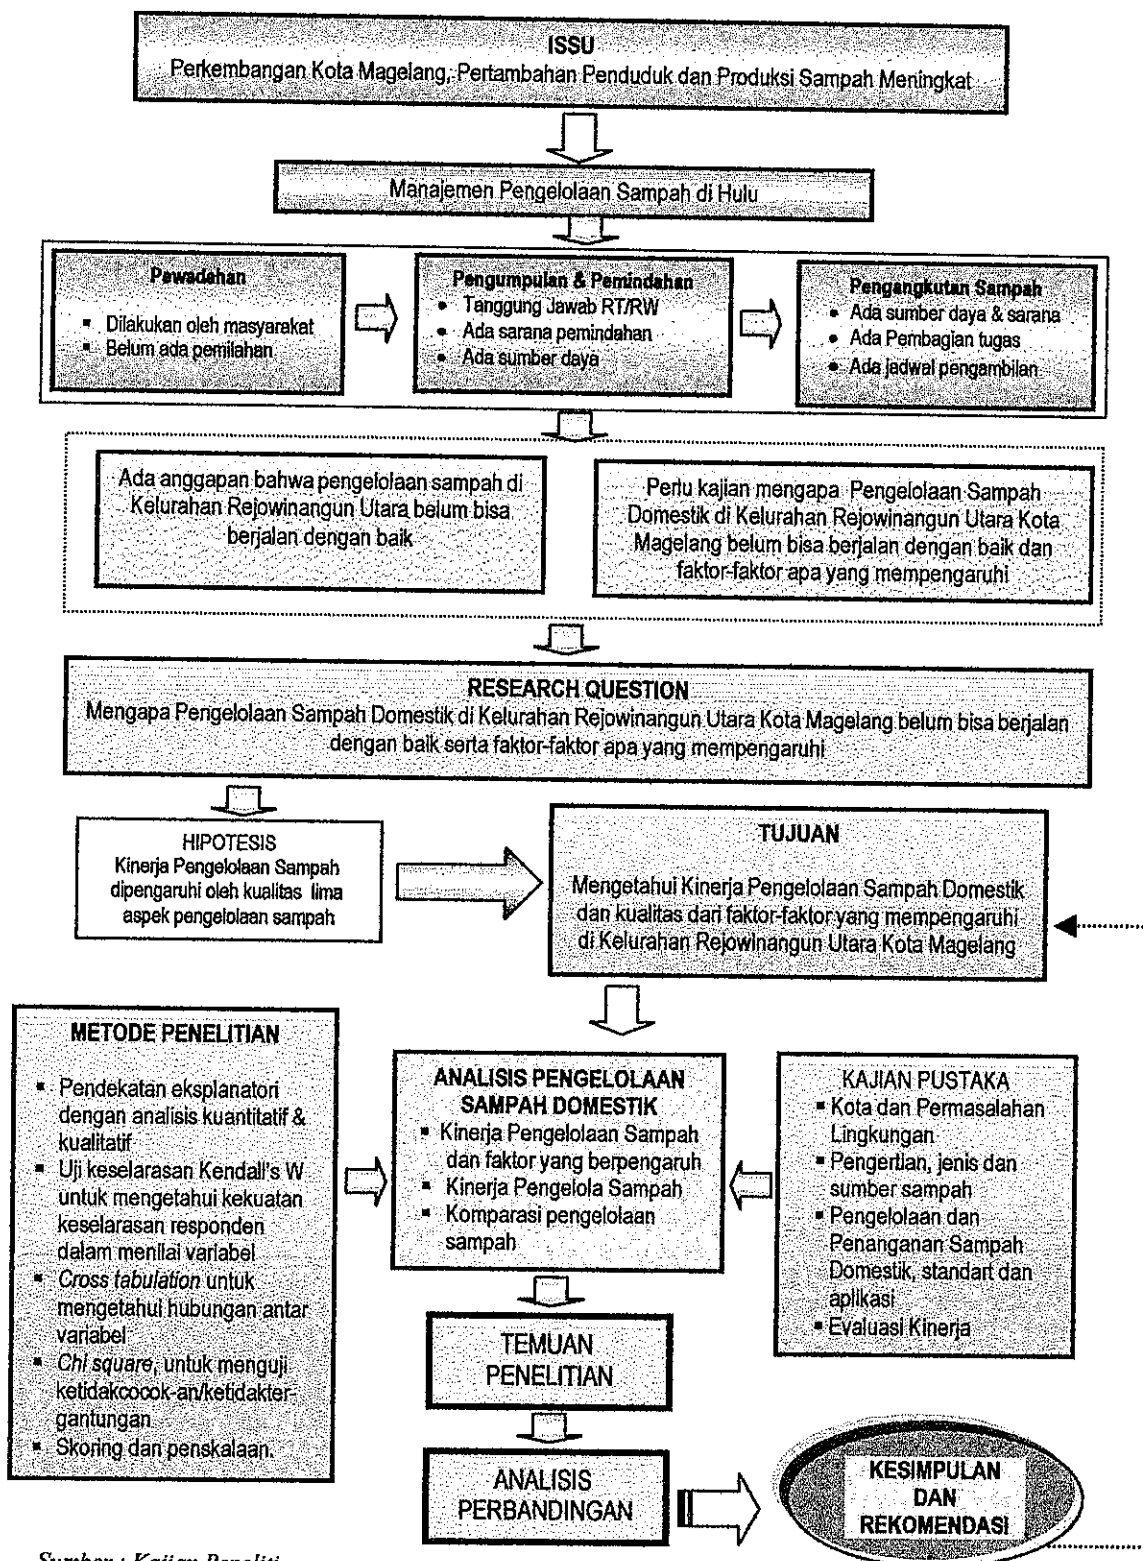 ISSU
Perkembangan Kota Magelang, Pertambahan Penduduk dan Produksi Sampah Meningkat
Manajemen Pengelolaan Sampah di Hulu
Pewadahan
▪ Dilakukan oleh masyarakat
▪ Belum ada pemilahan
Pengumpulan & Pemindahan
• Tanggung Jawab RT/RW
• Ada sarana pemindahan
• Ada sumber daya
Pengangkutan Sampah
• Ada sumber daya & sarana
• Ada Pembagian tugas
• Ada jadwal pengambilan
Ada anggapan bahwa pengelolaan sampah di
Kelurahan Rejowinangun Utara belum bisa
berjalan dengan baik
Perlu kajian mengapa Pengelolaan Sampah
Domestik di Kelurahan Rejowinangun Utara Kota
Magelang belum bisa berjalan dengan baik dan
faktor-faktor apa yang mempengaruhi
RESEARCH QUESTION
Mengapa Pengelolaan Sampah Domestik di Kelurahan Rejowinangun Utara Kota Magelang belum bisa berjalan
dengan baik serta faktor-faktor apa yang mempengaruhi
HIPOTESIS
Kinerja Pengelolaan Sampah
dipengaruhi oleh kualitas lima
aspek pengelolaan sampah
TUJUAN
Mengetahui Kinerja Pengelolaan Sampah Domestik
dan kualitas dari faktor-faktor yang mempengaruhi
di Kelurahan Rejowinangun Utara Kota Magelang
METODE PENELITIAN
▪ Pendekatan eksplanatori
dengan analisis kuantitatif &
kualitatif
▪ Uji keselarasan Kendall's W
untuk mengetahui kekuatan
keselarasan responden
dalam menilai variabel
▪ Cross tabulation untuk
mengetahui hubungan antar
variabel
▪ Chi square, untuk menguji
ketidakcocok-an/ketidakter-
gantungan
▪ Skoring dan penskalaan.
ANALISIS PENGELOLAAN
SAMPAH DOMESTIK
▪ Kinerja Pengelolaan Sampah
dan faktor yang berpengaruh
▪ Kinerja Pengelola Sampah
▪ Komparasi pengelolaan
sampah
KAJIAN PUSTAKA
▪ Kota dan Permasalahan
Lingkungan
▪ Pengertian, jenis dan
sumber sampah
▪ Pengelolaan dan
Penanganan Sampah
Domestik, standart dan
aplikasi
▪ Evaluasi Kinerja
TEMUAN
PENELITIAN
ANALISIS
PERBANDINGAN
KESIMPULAN
DAN
REKOMENDASI
Sumber : Kajian Peneliti